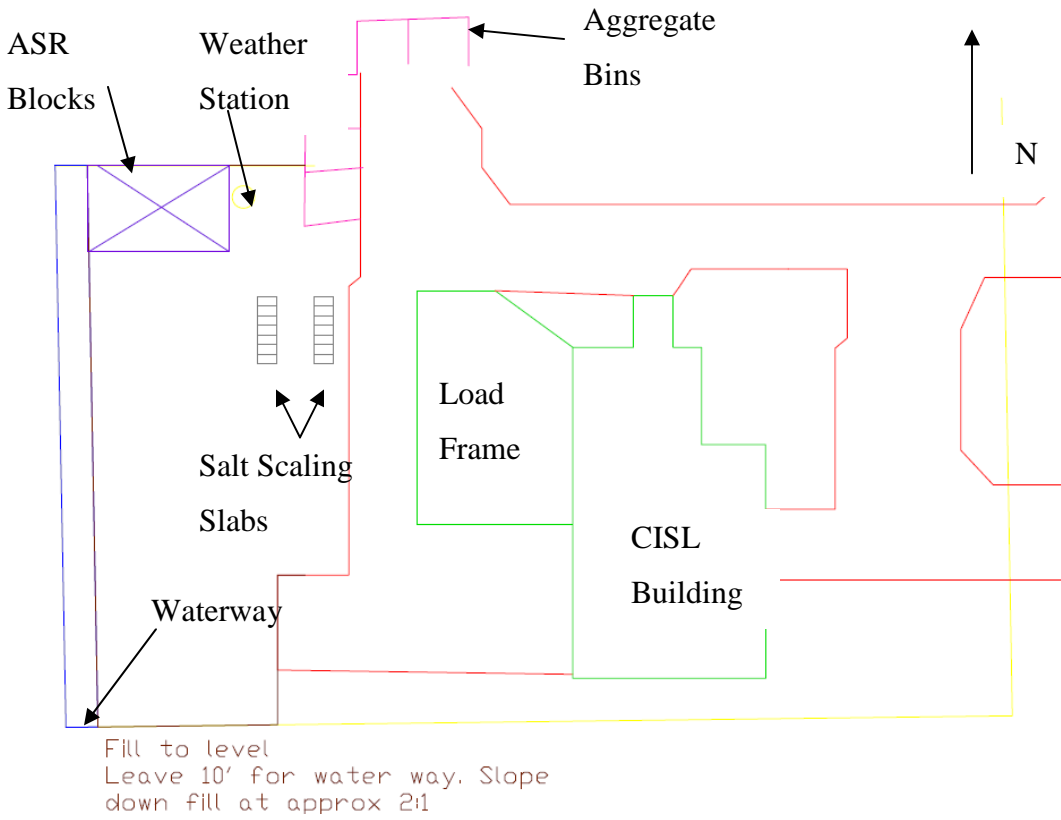 ASR
Blocks
Weather
Station
Aggregate
Bins
N
Load
Frame
Salt Scaling
Slabs
CISL
Building
Waterway
Fill to level
Leave 10' for water way. Slope
down fill at approx 2:1